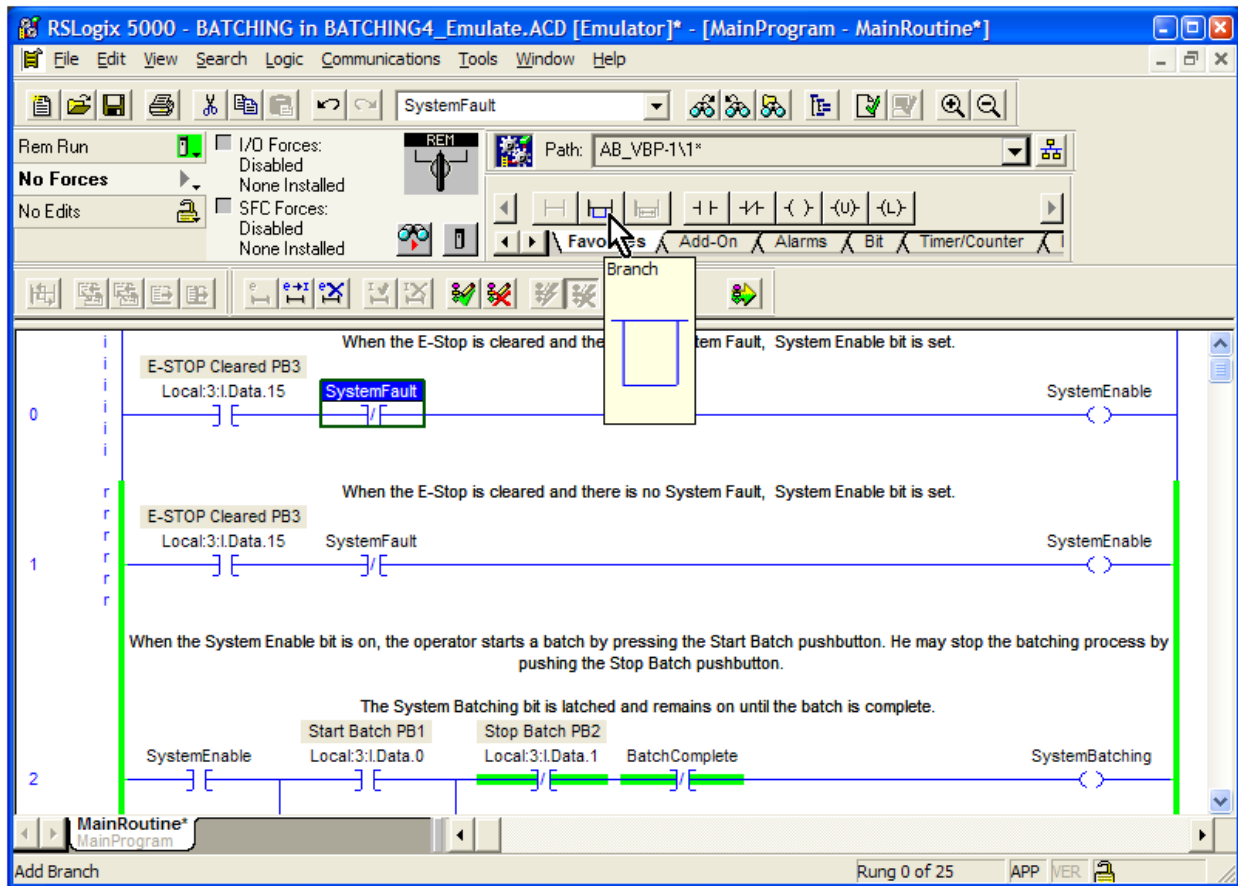 RSLogix 5000 - BATCHING in BATCHING4_Emulate.ACD [Emulator]* - [MainProgram - MainRoutine*]
File Edit View Search Logic Communications Tools Window Help
SystemFault
Rem Run
No Forces
No Edits
I/O Forces:
Disabled
None Installed
SFC Forces:
Disabled
None Installed
REM
Path: AB_VBP-1\1*
Favorites Add-On Alarms Bit Timer/Counter
Branch
When the E-Stop is cleared and the tem Fault, System Enable bit is set.
E-STOP Cleared PB3
Local:3:I.Data.15 SystemFault SystemEnable
0
i
i
i
i
i
i
When the E-Stop is cleared and there is no System Fault, System Enable bit is set.
E-STOP Cleared PB3
Local:3:I.Data.15 SystemFault SystemEnable
1
r
r
r
r
r
r
When the System Enable bit is on, the operator starts a batch by pressing the Start Batch pushbutton. He may stop the batching process by
pushing the Stop Batch pushbutton.
The System Batching bit is latched and remains on until the batch is complete.
Start Batch PB1 Stop Batch PB2
SystemEnable Local:3:I.Data.0 Local:3:I.Data.1 BatchComplete SystemBatching
2
MainRoutine*
MainProgram
Add Branch Rung 0 of 25 APP VER